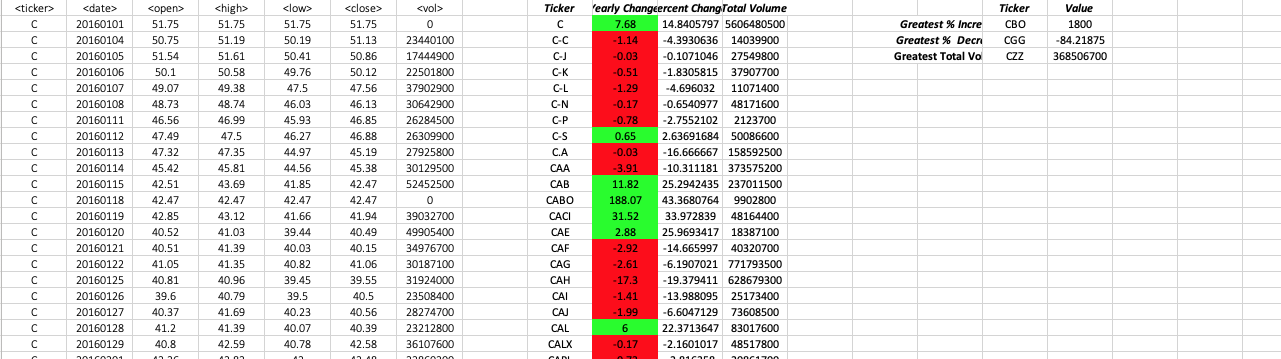 <ticker> <date> <open> <high> <low> <close> <vol> Ticker Yearly Change ercent Chang Total Volume Ticker Value
C 20160101 51.75 51.75 51.75 51.75 0 C 7.68 14.8405797 5606480500 Greatest % Incre CBO 1800
C 20160104 50.75 51.19 50.19 51.13 23440100 C-C -1.14 -4.3930636 14039900 Greatest % Decr CGG -84.21875
C 20160105 51.54 51.61 50.41 50.86 17444900 C-J -0.03 -0.1071046 27549800 Greatest Total Vol CZZ 368506700
C 20160106 50.1 50.58 49.76 50.12 22501800 C-K -0.51 -1.8305815 37907700
C 20160107 49.07 49.38 47.5 47.56 37902900 C-L -1.29 -4.696032 11071400
C 20160108 48.73 48.74 46.03 46.13 30642900 C-N -0.17 -0.6540977 48171600
C 20160111 46.56 46.99 45.93 46.85 26284500 C-P -0.78 -2.7552102 2123700
C 20160112 47.49 47.5 46.27 46.88 26309900 C-S 0.65 2.63691684 50086600
C 20160113 47.32 47.35 44.97 45.19 27925800 C.A -0.03 -16.666667 158592500
C 20160114 45.42 45.81 44.56 45.38 30129500 CAA -3.91 -10.311181 373575200
C 20160115 42.51 43.69 41.85 42.47 52452500 CAB 11.82 25.2942435 237011500
C 20160118 42.47 42.47 42.47 42.47 0 CABO 188.07 43.3680764 9902800
C 20160119 42.85 43.12 41.66 41.94 39032700 CACI 31.52 33.972839 48164400
C 20160120 40.52 41.03 39.44 40.49 49905400 CAE 2.88 25.9693417 18387100
C 20160121 40.51 41.39 40.03 40.15 34976700 CAF -2.92 -14.665997 40320700
C 20160122 41.05 41.35 40.82 41.06 30187100 CAG -2.61 -6.1907021 771793500
C 20160125 40.81 40.96 39.45 39.55 31924000 CAH -17.3 -19.379411 628679300
C 20160126 39.6 40.79 39.5 40.5 23508400 CAI -1.41 -13.988095 25173400
C 20160127 40.37 41.69 40.23 40.56 28274700 CAJ -1.99 -6.6047129 73608500
C 20160128 41.2 41.39 40.07 40.39 23212800 CAL 6 22.3713647 83017600
C 20160129 40.8 42.59 40.78 42.58 36107600 CALX -0.17 -2.1601017 48517800